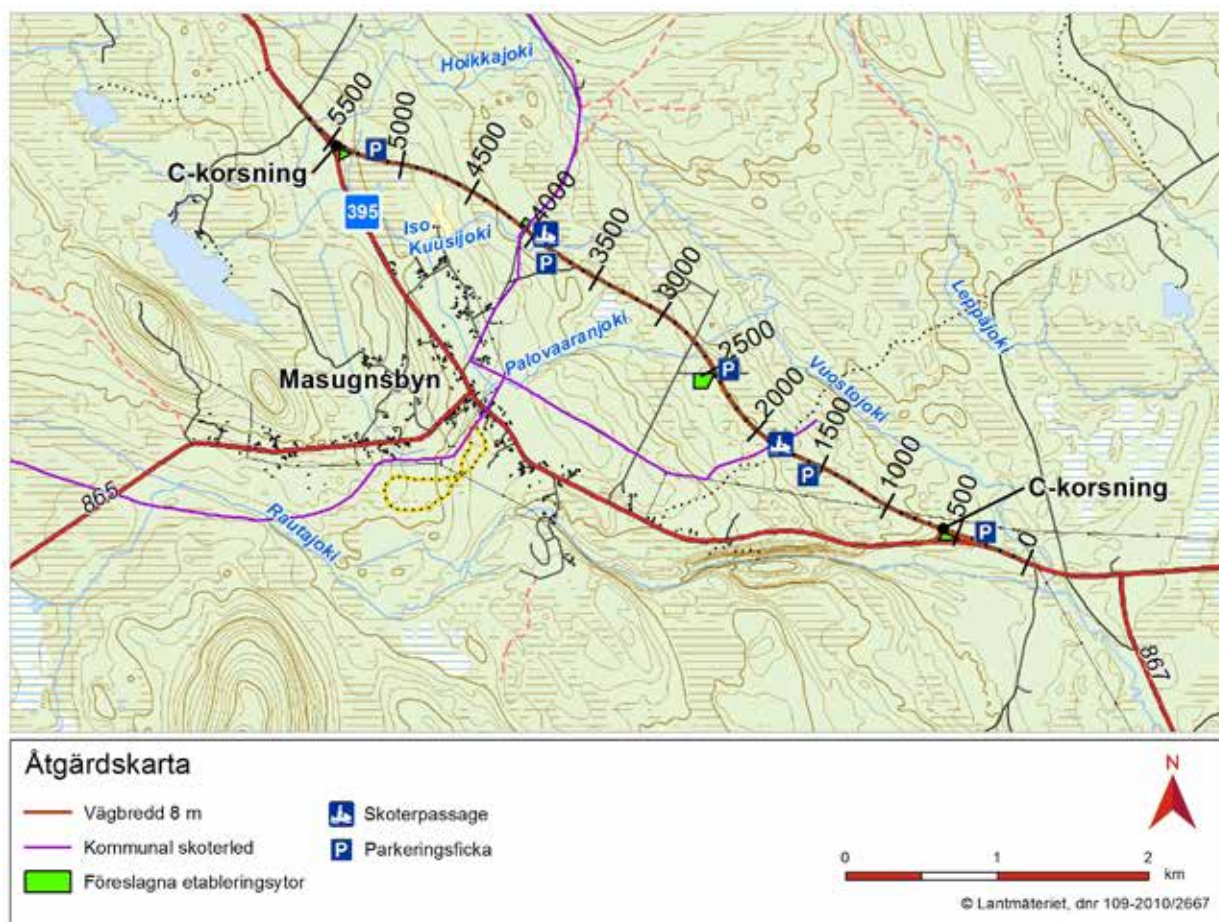 Hoikkajoki
5500
P
5000
C-korsning
4500
395
4000
Iso
Kuusijoki
P
3500
3000
Leppäjoki
Palovaaranjoki
2500
P
Vuostojoki
Masugnsbyn
2000
1500
P
1000
C-korsning
500
865
P
Rautajoki
0
867
Åtgärdskarta
Vägbredd 8 m
Kommunal skoterled
Föreslagna etableringsytor
Skoterpassage
P Parkeringsficka
N
0 1 2
km
© Lantmäteriet, dnr 109-2010/2667